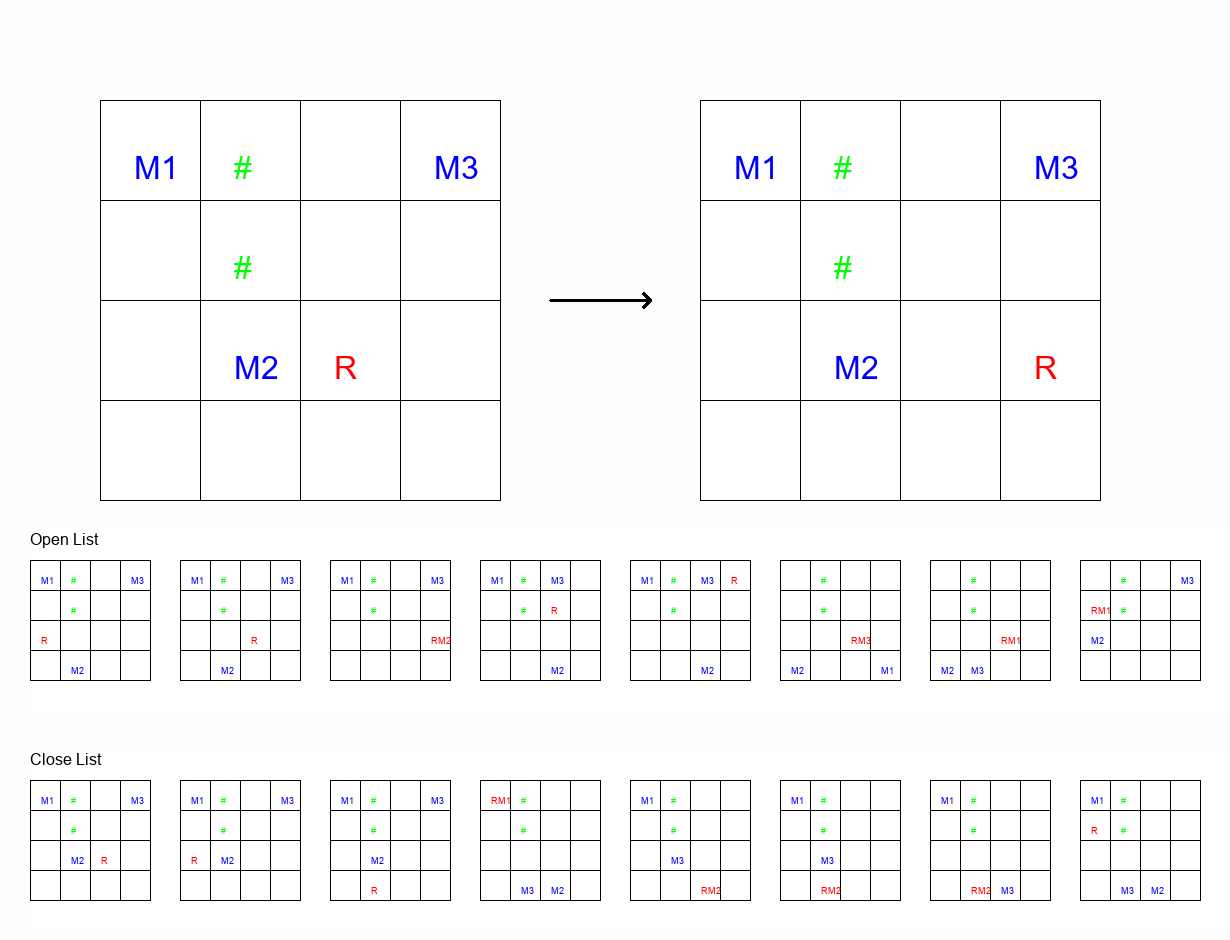 M1 # M3 M1 # M3
# #
M2 R M2 R
Open List
M1 # M3 M1 # M3 M1 # M3 M1 # M3 M1 # M3 R # # # M3
# # # # R # # # RM1 #
R R RM2 RM3 RM1 M2
M2 M2 M2 M2 M2 M1 M2 M3
Close List
M1 # M3 M1 # M3 M1 # M3 RM1 # M1 # M1 # M1 # M1 #
# # # # # # # R #
M2 R R M2 M2 M3 M3
R M3 M2 RM2 RM2 RM2 M3 M3 M2